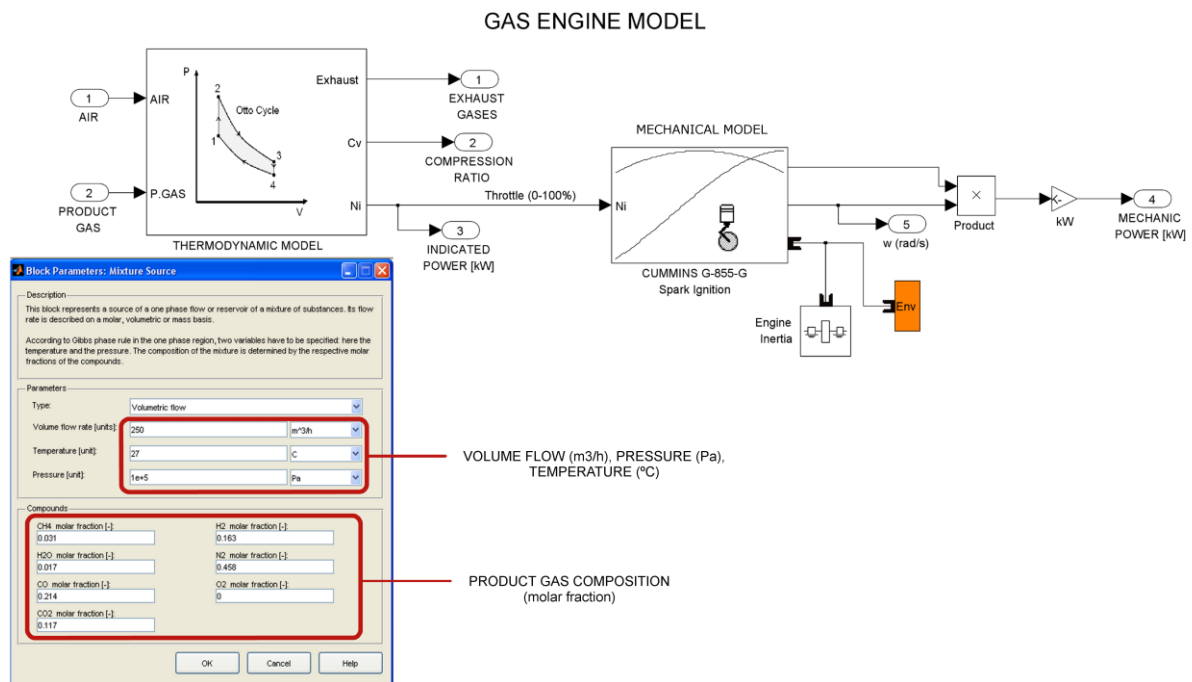 GAS ENGINE MODEL
1
AIR
2
PRODUCT
GAS
AIR
P.GAS
P
2
Otto Cycle
1
3
4
V
Exhaust
Cv
Ni
THERMODYNAMIC MODEL
1
EXHAUST
GASES
2
COMPRESSION
RATIO
3
INDICATED
POWER [kW]
Throttle (0-100%)
MECHANICAL MODEL
Ni
CUMMINS G-855-G
Spark Ignition
Engine
Inertia
Env
×
Product
5
w (rad/s)
kW
4
MECHANIC
POWER [kW]
Block Parameters: Mixture Source
Description
This block represents a source of a one phase flow or reservoir of a mixture of substances. Its flow
rate is described on a molar, volumetric or mass basis.
According to Gibbs phase rule in the one phase region, two variables have to be specified: here the
temperature and the pressure. The composition of the mixture is determined by the respective molar
fractions of the compounds.
Parameters
Type: Volumetric flow
Volume flow rate [units]: 250 m^3/h
Temperature [unit]: 27 C
Pressure [unit]: 1e+5 Pa
Compounds
CH4 molar fraction [-]: H2 molar fraction [-]:
0.031 0.163
H2O molar fraction [-]: N2 molar fraction [-]:
0.017 0.458
CO molar fraction [-]: O2 molar fraction [-]:
0.214 0
CO2 molar fraction [-]:
0.117
OK Cancel Help
VOLUME FLOW (m3/h), PRESSURE (Pa),
TEMPERATURE (ºC)
PRODUCT GAS COMPOSITION
(molar fraction)